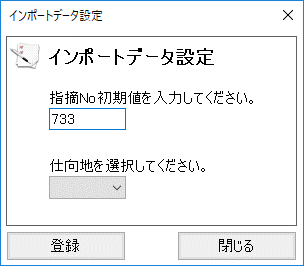 インポートデータ設定
インポートデータ設定
指摘No初期値を入力してください。
733
仕向地を選択してください。
登録
閉じる